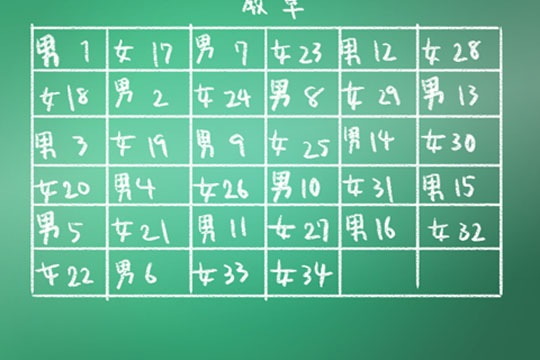 教卓
男 1 女 17 男 7 女 23 男 12 女 28
女 18 男 2 女 24 男 8 女 29 男 13
男 3 女 19 男 9 女 25 男 14 女 30
女 20 男 4 女 26 男 10 女 31 男 15
男 5 女 21 男 11 女 27 男 16 女 32
女 22 男 6 女 33 女 34